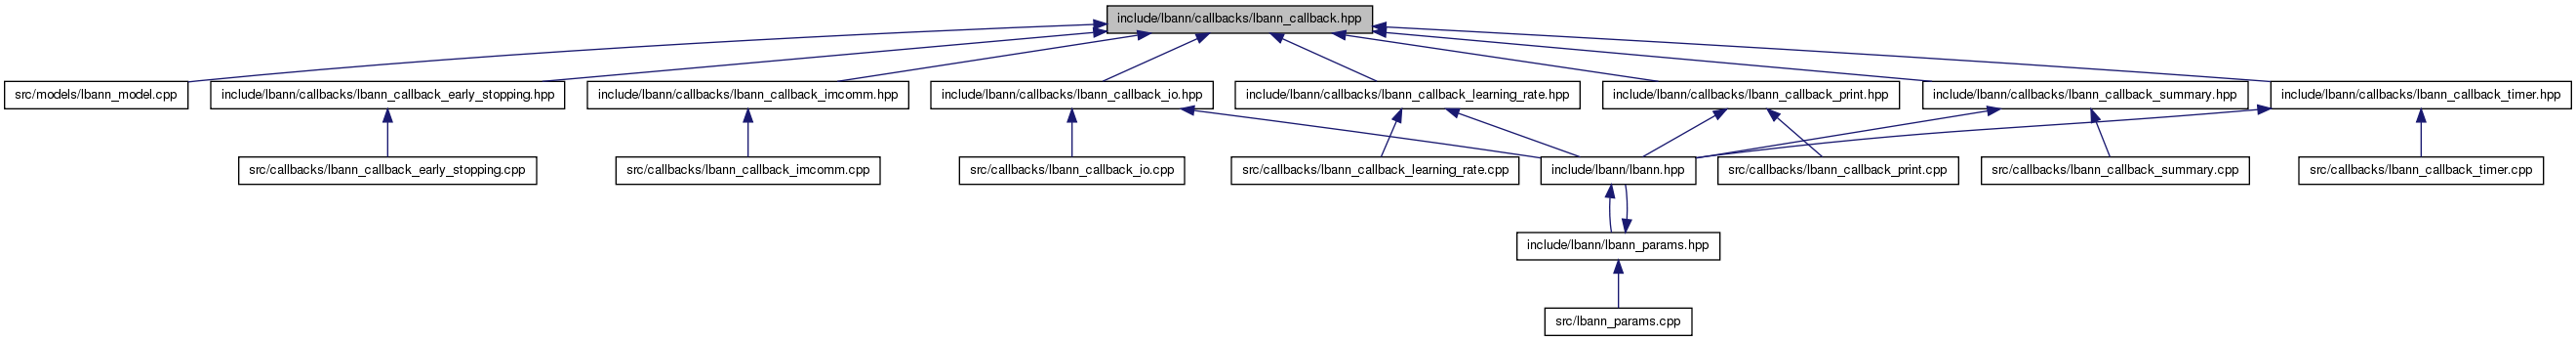 include/lbann/callbacks/lbann_callback.hpp
src/models/lbann_model.cpp
include/lbann/callbacks/lbann_callback_early_stopping.hpp
include/lbann/callbacks/lbann_callback_imcomm.hpp
include/lbann/callbacks/lbann_callback_io.hpp
include/lbann/callbacks/lbann_callback_learning_rate.hpp
include/lbann/callbacks/lbann_callback_print.hpp
include/lbann/callbacks/lbann_callback_summary.hpp
include/lbann/callbacks/lbann_callback_timer.hpp
src/callbacks/lbann_callback_early_stopping.cpp
src/callbacks/lbann_callback_imcomm.cpp
src/callbacks/lbann_callback_io.cpp
src/callbacks/lbann_callback_learning_rate.cpp
include/lbann/lbann.hpp
src/callbacks/lbann_callback_print.cpp
src/callbacks/lbann_callback_summary.cpp
src/callbacks/lbann_callback_timer.cpp
include/lbann/lbann_params.hpp
src/lbann_params.cpp